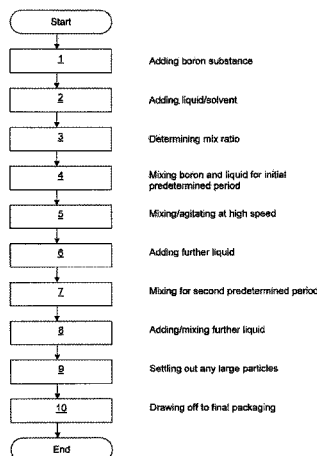 Start
1 Adding boron substance
2 Adding liquid/solvent
3 Determining mix ratio
4 Mixing boron and liquid for initial
predetermined period
5 Mixing/agitating at high speed
6 Adding further liquid
7 Mixing for second predetermined period
8 Adding/mixing further liquid
9 Settling out any large particles
10 Drawing off to final packaging
End